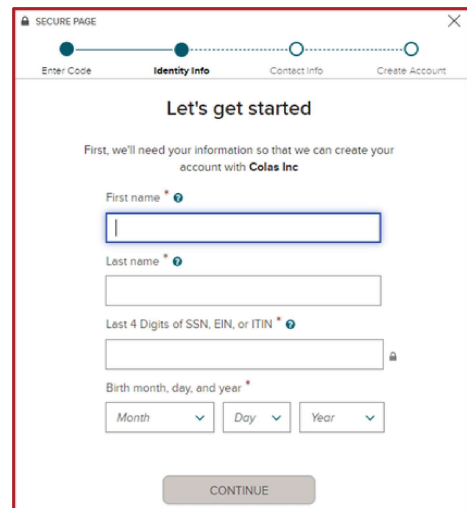 SECURE PAGE
Enter Code
Identity Info
Contact Info
Create Account
Let's get started
First, we'll need your information so that we can create your
account with Colas Inc
First name * ?
Last name * ?
Last 4 Digits of SSN, EIN, or ITIN * ?
Birth month, day, and year *
Month
Day
Year
CONTINUE